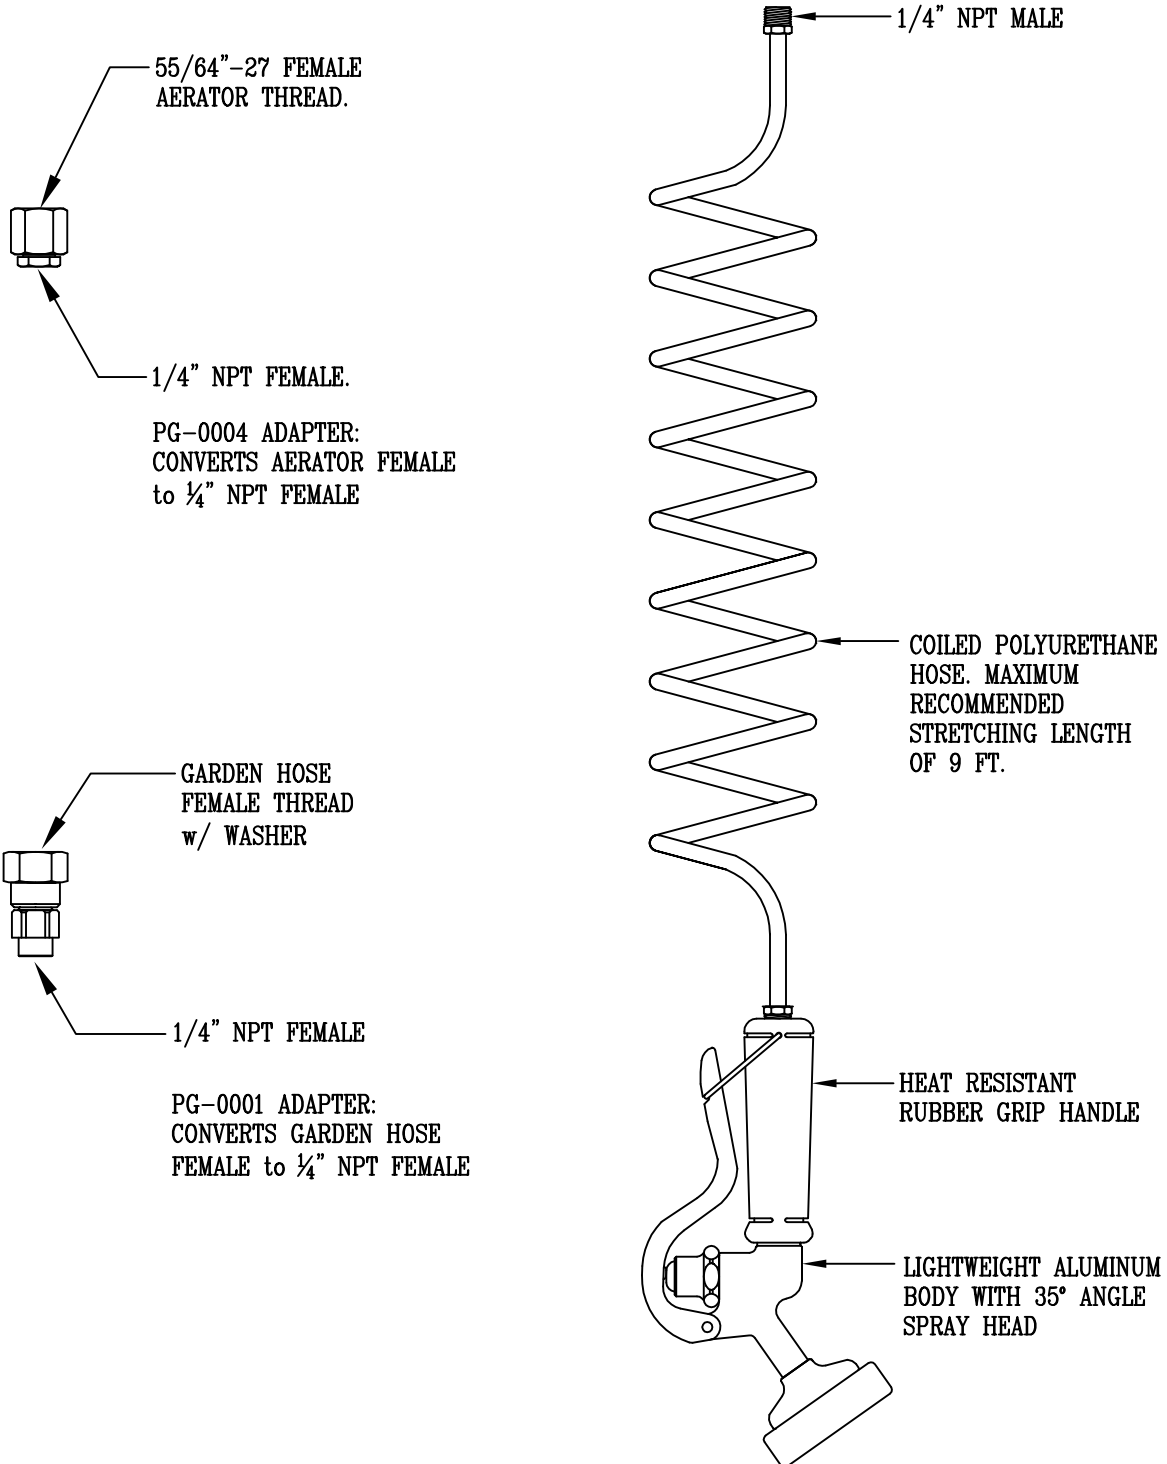 1/4" NPT MALE
55/64"-27 FEMALE
AERATOR THREAD.
1/4" NPT FEMALE.
PG-0004 ADAPTER:
CONVERTS AERATOR FEMALE
to ¼" NPT FEMALE
COILED POLYURETHANE
HOSE. MAXIMUM
RECOMMENDED
STRETCHING LENGTH
OF 9 FT.
GARDEN HOSE
FEMALE THREAD
w/ WASHER
1/4" NPT FEMALE
PG-0001 ADAPTER:
CONVERTS GARDEN HOSE
FEMALE to ¼" NPT FEMALE
HEAT RESISTANT
RUBBER GRIP HANDLE
LIGHTWEIGHT ALUMINUM
BODY WITH 35° ANGLE
SPRAY HEAD